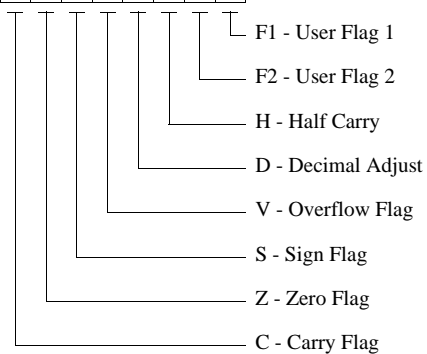 F1 - User Flag 1
F2 - User Flag 2
H - Half Carry
D - Decimal Adjust
V - Overflow Flag
S - Sign Flag
Z - Zero Flag
C - Carry Flag